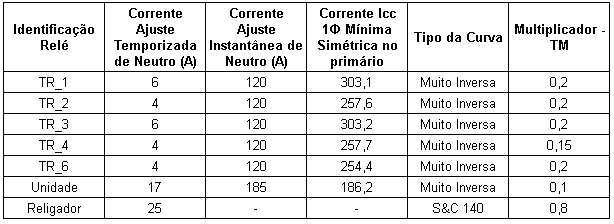 Identificação Relé | Corrente Ajuste Temporizada de Neutro (A) | Corrente Ajuste Instantânea de Neutro (A) | Corrente Icc 1Φ Mínima Simétrica no primário | Tipo da Curva | Multiplicador - TM
TR_1 | 6 | 120 | 303,1 | Muito Inversa | 0,2
TR_2 | 4 | 120 | 257,6 | Muito Inversa | 0,2
TR_3 | 6 | 120 | 303,2 | Muito Inversa | 0,2
TR_4 | 4 | 120 | 257,7 | Muito Inversa | 0,15
TR_6 | 4 | 120 | 254,4 | Muito Inversa | 0,2
Unidade | 17 | 185 | 186,2 | Muito Inversa | 0,1
Religador | 25 | - | - | S&C 140 | 0,8